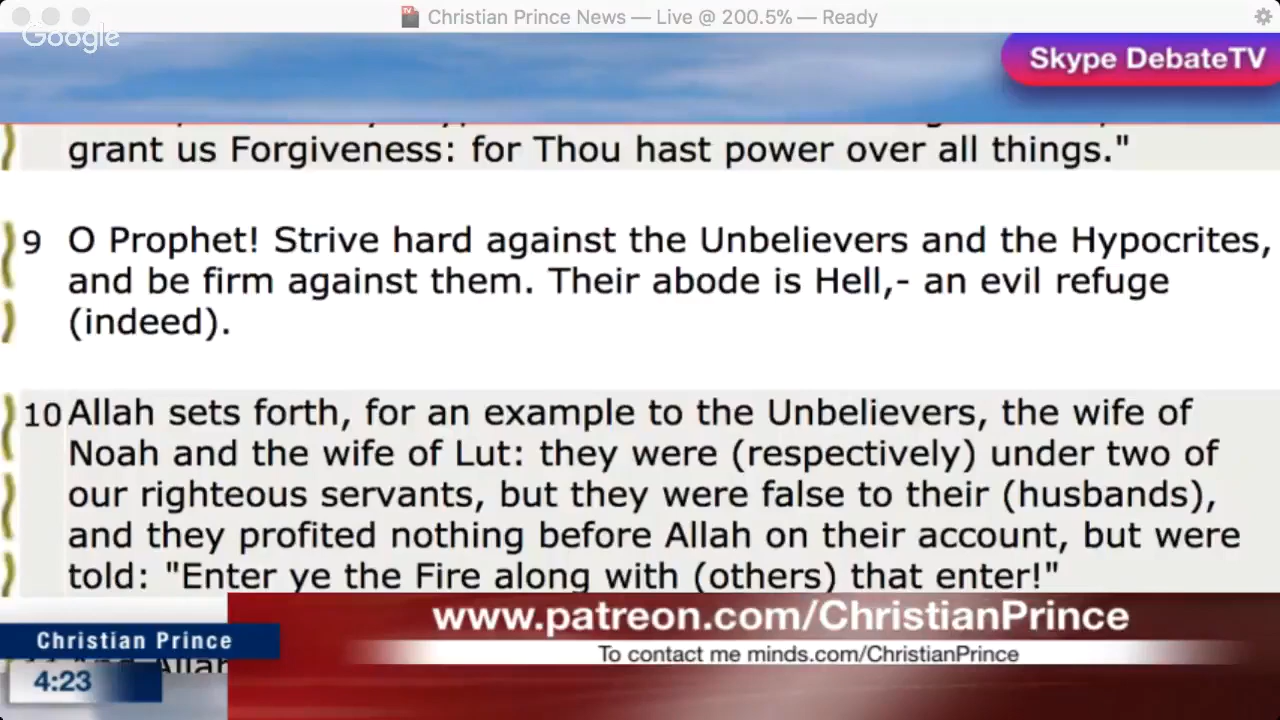 Christian Prince News — Live @ 200.5% — Ready
Google
Skype DebateTV
grant us Forgiveness: for Thou hast power over all things."
9 O Prophet! Strive hard against the Unbelievers and the Hypocrites,
and be firm against them. Their abode is Hell,- an evil refuge
(indeed).
10 Allah sets forth, for an example to the Unbelievers, the wife of
Noah and the wife of Lut: they were (respectively) under two of
our righteous servants, but they were false to their (husbands),
and they profited nothing before Allah on their account, but were
told: "Enter ye the Fire along with (others) that enter!"
www.patreon.com/ChristianPrince
Christian Prince
To contact me minds.com/ChristianPrince
Allah
4:23